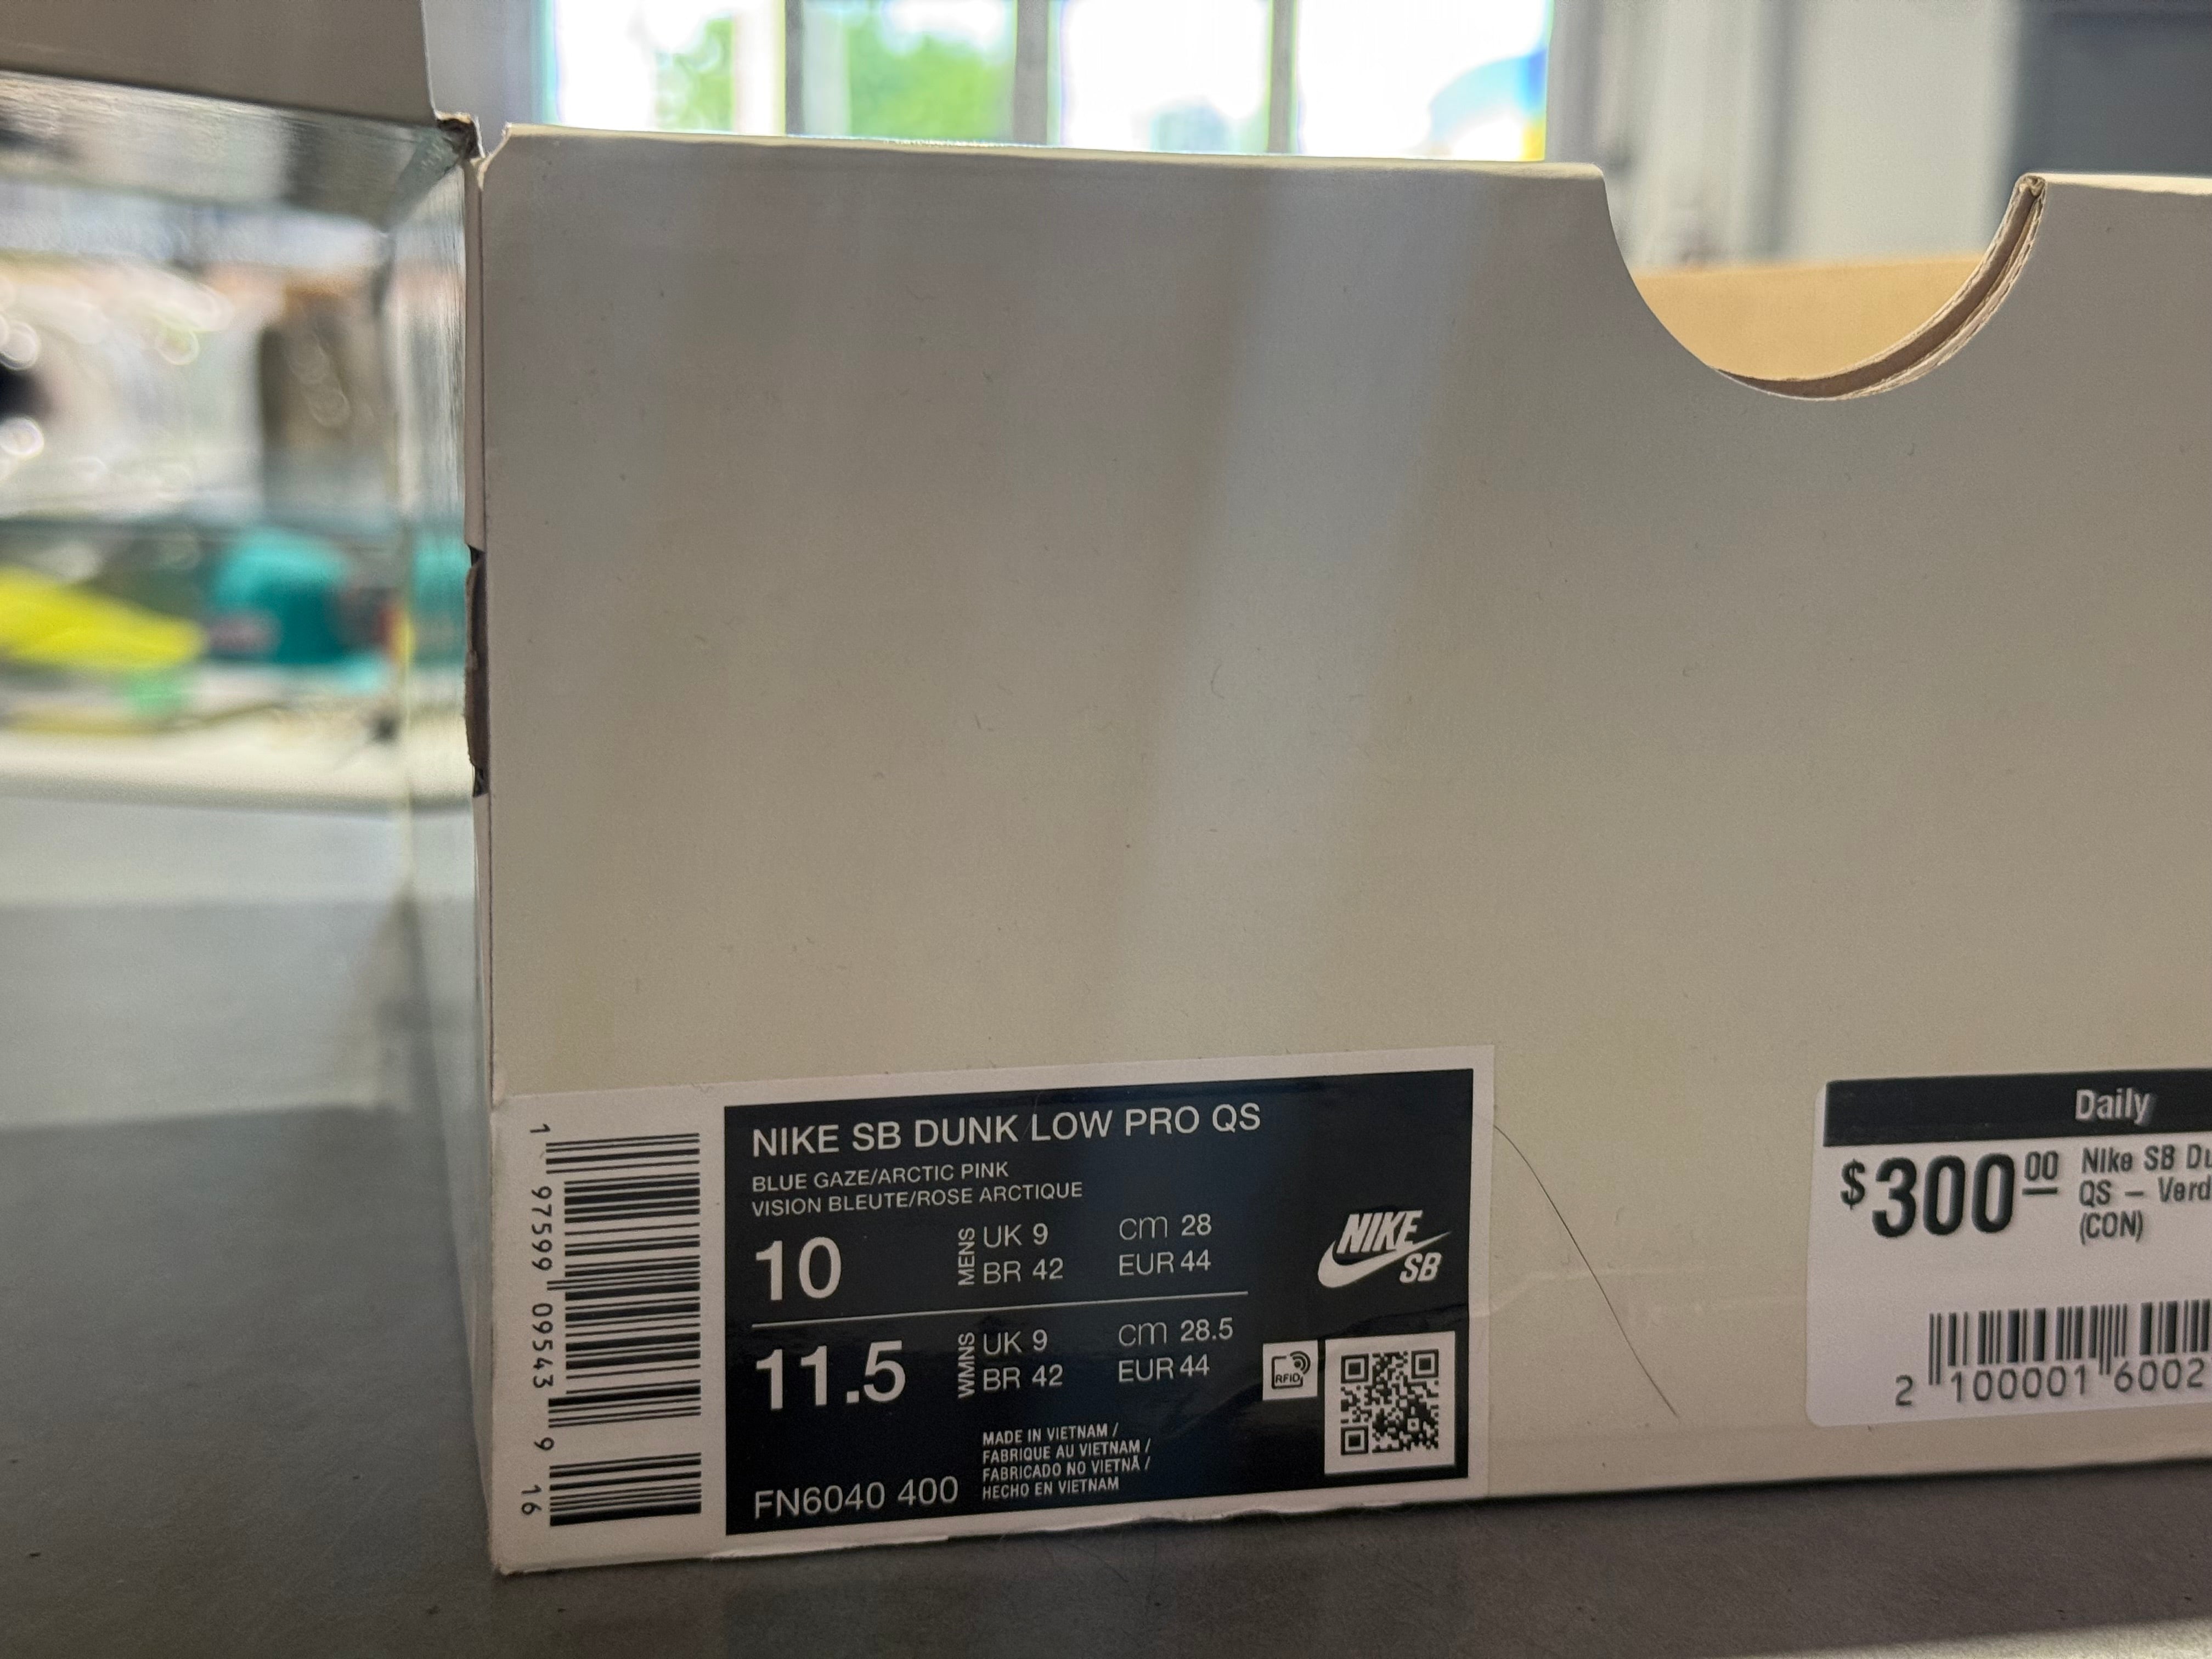 NIKE SB DUNK LOW PRO QS
BLUE GAZE/ARCTIC PINK
VISION BLEUTE/ROSE ARCTIQUE
10 MENS UK 9 cm 28
BR 42 EUR 44
11.5 WMNS UK 9 cm 28.5
BR 42 EUR 44
MADE IN VIETNAM /
FABRIQUE AU VIETNAM /
FABRICADO NO VIETNÃ /
HECHO EN VIETNAM
FN6040 400
NIKE
SB
RFID
1 97599 09543 9 16
Daily
$300 00
Nike SB Du
QS – Verd
(CON)
2 100001 6002